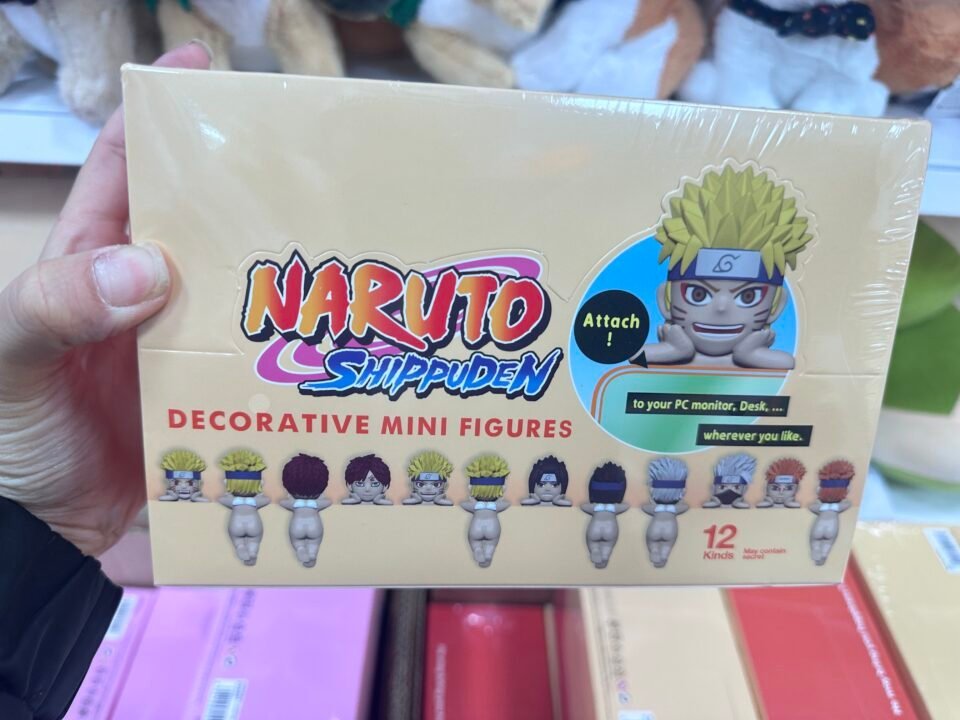 NARUTO
SHIPPUDEN
DECORATIVE MINI FIGURES
Attach
!
to your PC monitor, Desk, ...
wherever you like.
12
Kinds
May contain
secret.